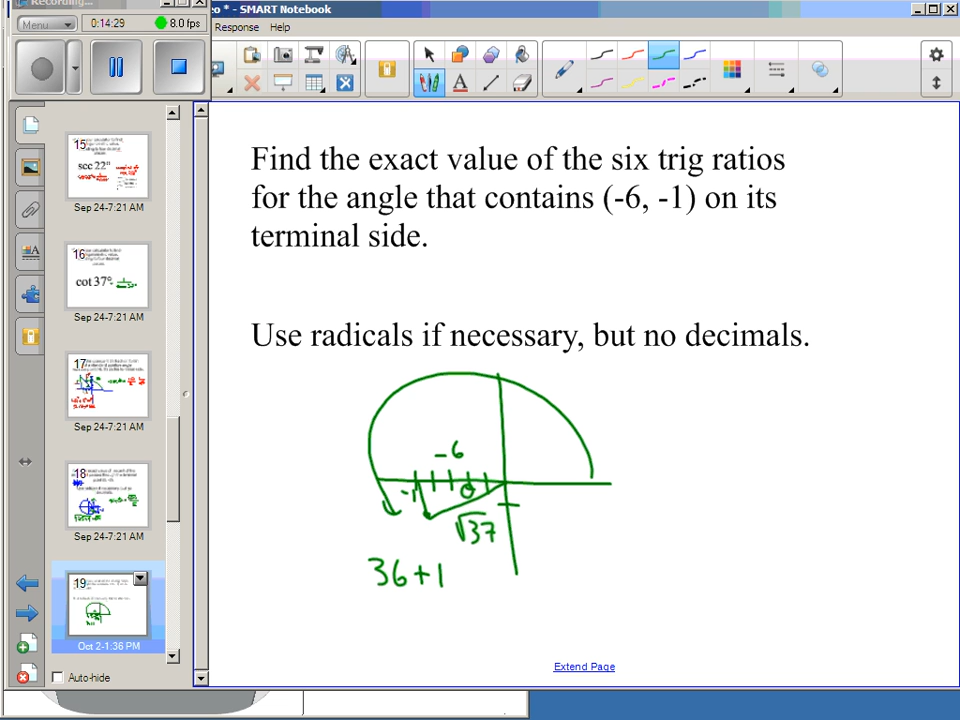 Recording...
eo * - SMART Notebook
Menu
0:14:29
8.0 fps
Response Help
15
sec 22°
Sep 24-7:21 AM
16
cot 37°
Sep 24-7:21 AM
17
Sep 24-7:21 AM
18
Sep 24-7:21 AM
19
Oct 2-1:36 PM
Auto-hide
Find the exact value of the six trig ratios
for the angle that contains (-6, -1) on its
terminal side.
Use radicals if necessary, but no decimals.
-6
-1 θ
√37
36+1
Extend Page